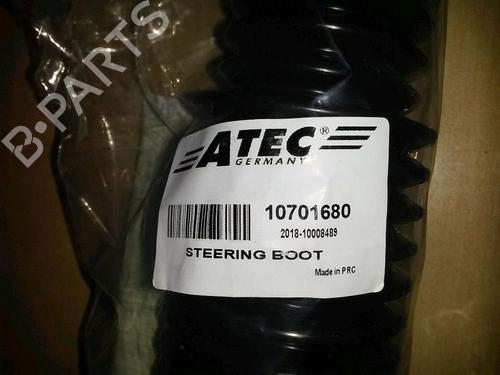 B-PARTS
ATEC®
GERMANY
10701680
2018-10008489
STEERING BOOT
Made in PRC